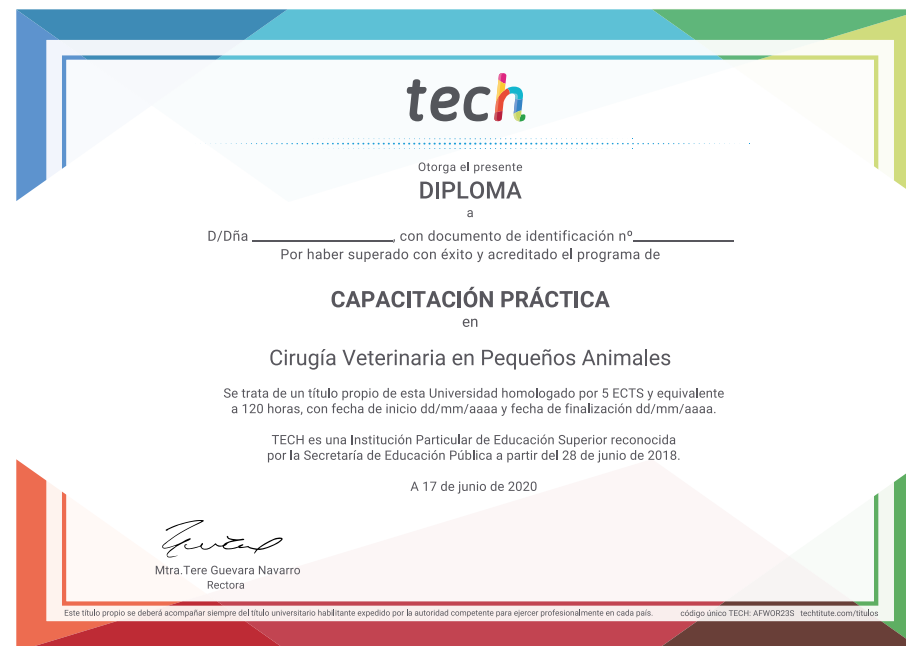 tech
Otorga el presente
DIPLOMA
a
D/Dña ____________________, con documento de identificación nº______________
Por haber superado con éxito y acreditado el programa de
CAPACITACIÓN PRÁCTICA
en
Cirugía Veterinaria en Pequeños Animales
Se trata de un título propio de esta Universidad homologado por 5 ECTS y equivalente
a 120 horas, con fecha de inicio dd/mm/aaaa y fecha de finalización dd/mm/aaaa.
TECH es una Institución Particular de Educación Superior reconocida
por la Secretaría de Educación Pública a partir del 28 de junio de 2018.
A 17 de junio de 2020
Mtra.Tere Guevara Navarro
Rectora
Este título propio se deberá acompañar siempre del título universitario habilitante expedido por la autoridad competente para ejercer profesionalmente en cada país. código único TECH: AFWOR23S techtitute.com/titulos